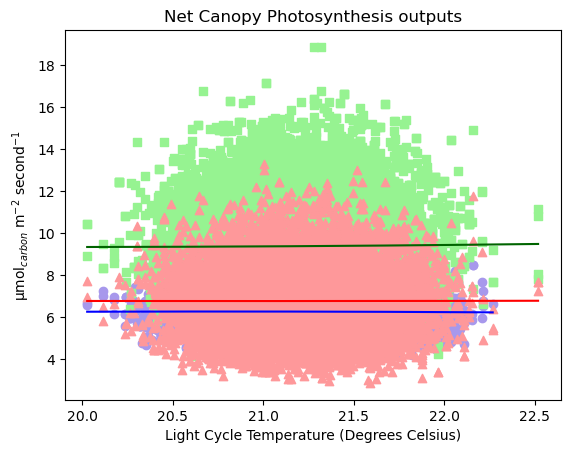 Net Canopy Photosynthesis outputs
18
16
14
12
10
8
6
4
μmol_carbon m⁻² second⁻¹
20.0 20.5 21.0 21.5 22.0 22.5
Light Cycle Temperature (Degrees Celsius)